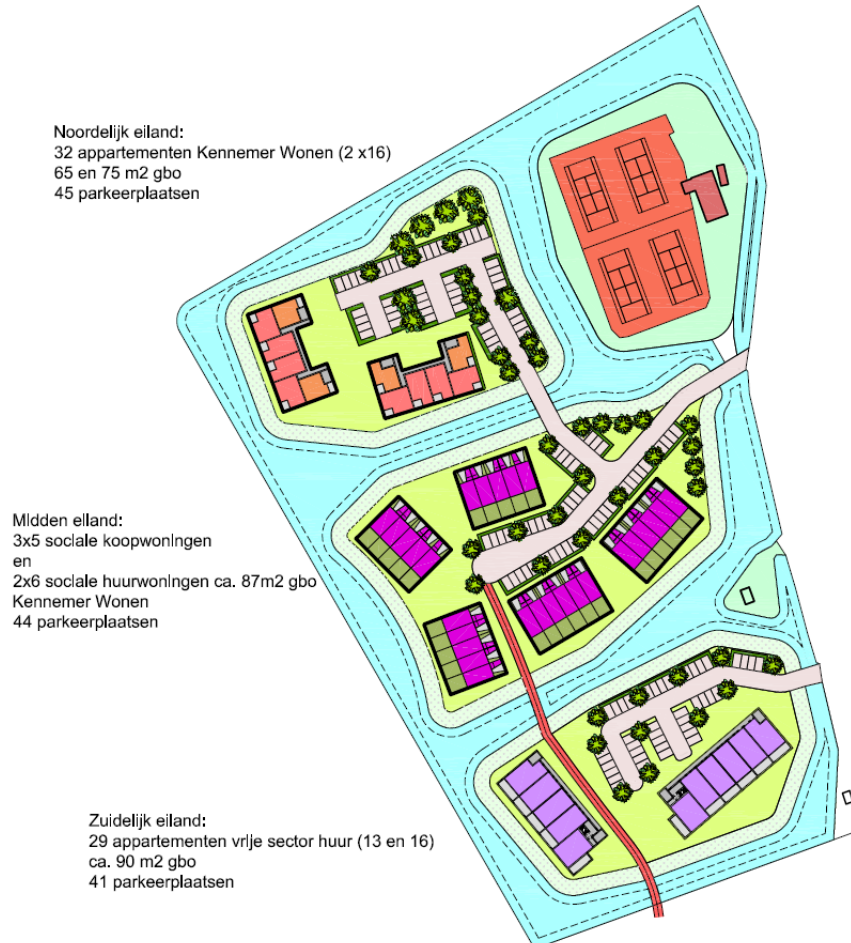 Noordelijk eiland:
32 appartementen Kennemer Wonen (2 x16)
65 en 75 m2 gbo
45 parkeerplaatsen
Midden eiland:
3x5 sociale koopwoningen
en
2x6 sociale huurwoningen ca. 87m2 gbo
Kennemer Wonen
44 parkeerplaatsen
Zuidelijk eiland:
29 appartementen vrije sector huur (13 en 16)
ca. 90 m2 gbo
41 parkeerplaatsen